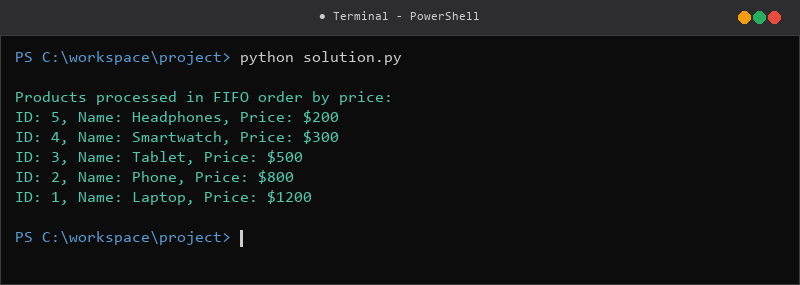 ● Terminal - PowerShell
PS C:\workspace\project> python solution.py
Products processed in FIFO order by price:
ID: 5, Name: Headphones, Price: $200
ID: 4, Name: Smartwatch, Price: $300
ID: 3, Name: Tablet, Price: $500
ID: 2, Name: Phone, Price: $800
ID: 1, Name: Laptop, Price: $1200
PS C:\workspace\project>